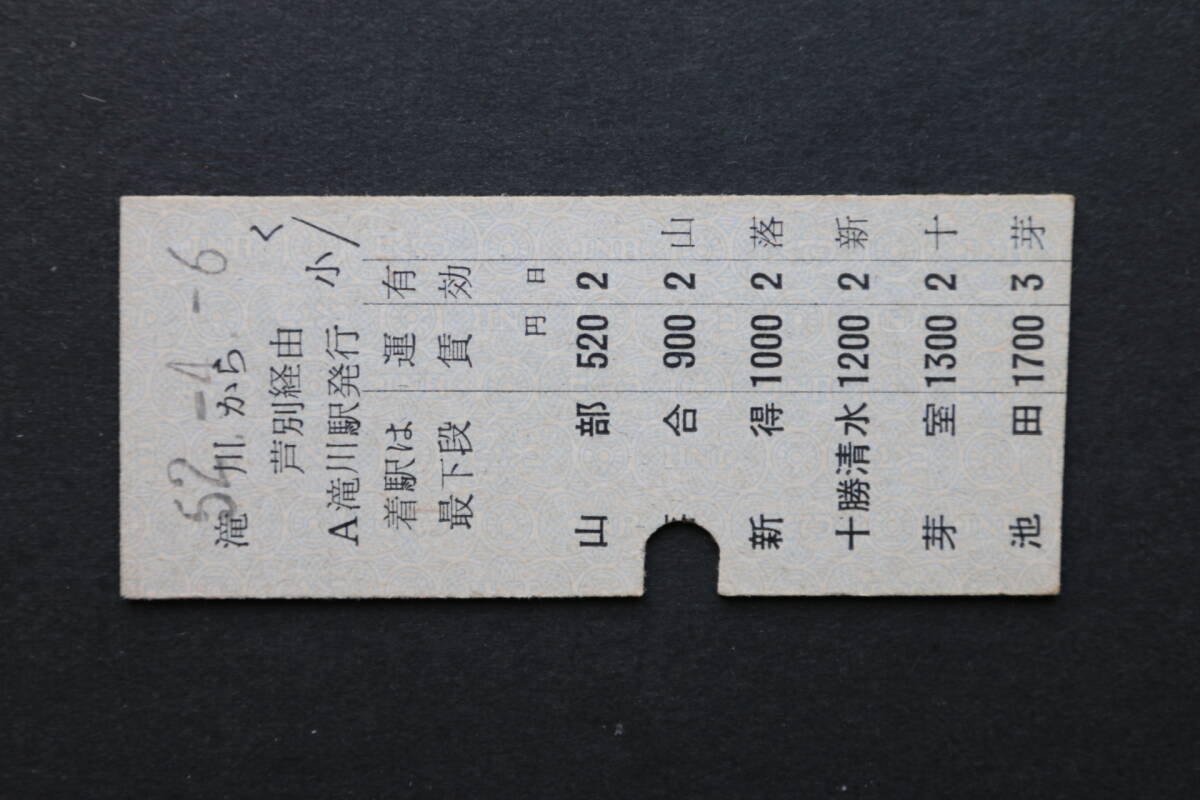 52.-4.-6
滝川から
芦別経由
小
A滝川駅発行
着駅は 運 有
最下段 賃 効
円 日
山部 520 2
合 900 2 山
新得 1000 2 落
十勝清水 1200 2 新
芽室 1300 2 十
池田 1700 3 芽